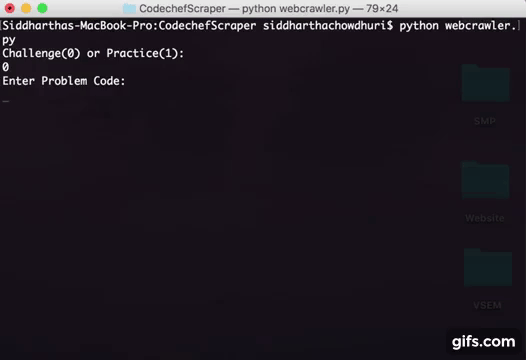 CodechefScraper — python webcrawler.py — 79×24
[Siddharthas-MacBook-Pro:CodechefScraper siddharthachowdhuri$ python webcrawler.]
py
Challenge(0) or Practice(1):
0
Enter Problem Code:
SMP
Website
VSEM
gifs.com